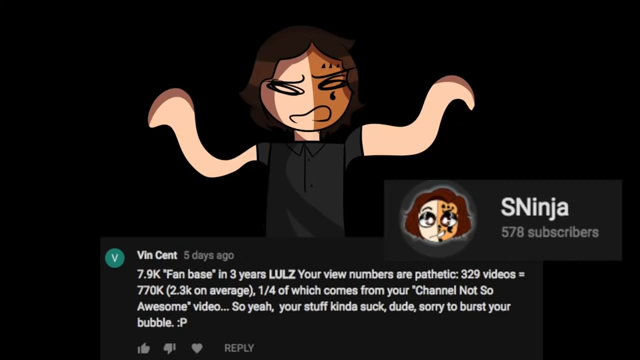 SNinja
578 subscribers
V
Vin Cent 5 days ago
7.9K "Fan base" in 3 years LULZ Your view numbers are pathetic: 329 videos =
770K (2.3k on average), 1/4 of which comes from your "Channel Not So
Awesome" video... So yeah, your stuff kinda suck, dude, sorry to burst your
bubble. :P
REPLY